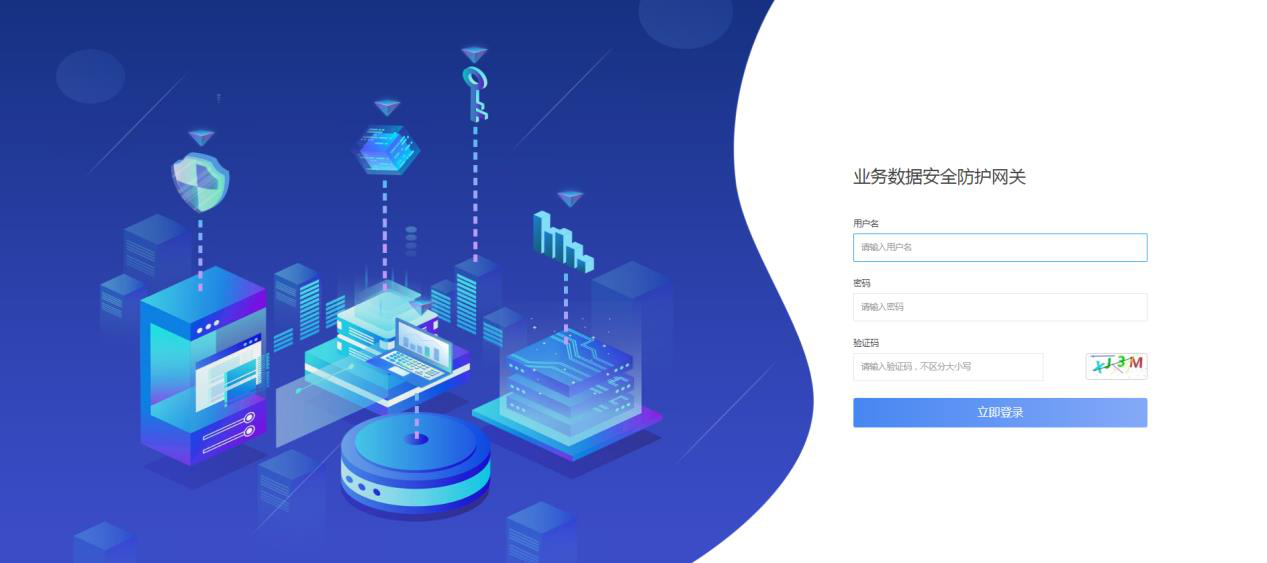 业务数据安全防护网关
用户名
请输入用户名
密码
请输入密码
验证码
请输入验证码，不区分大小写
XJ3M
立即登录